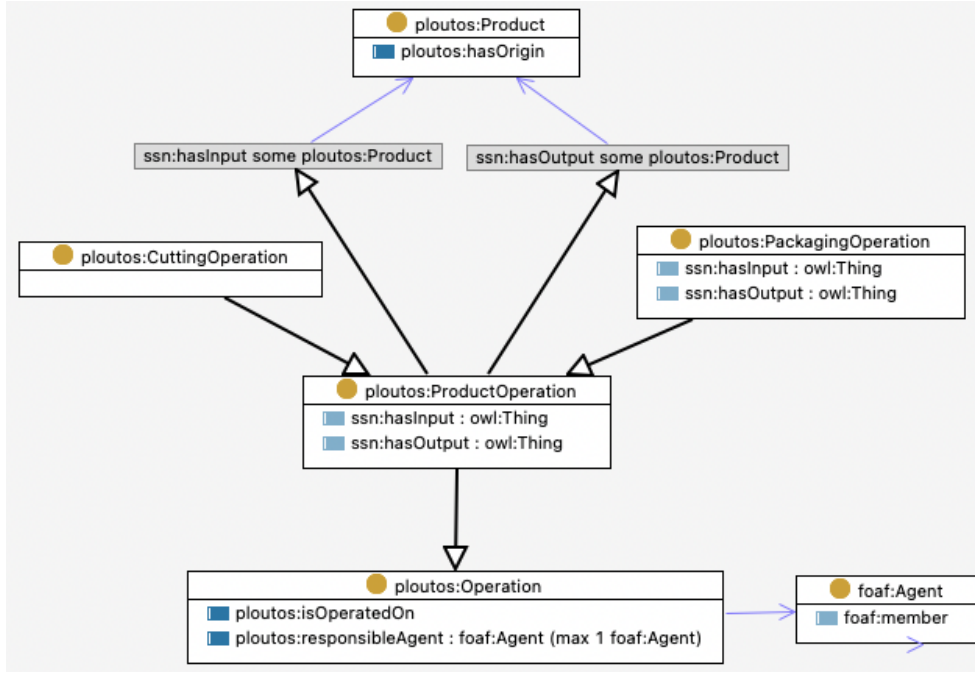 ploutos:Product
ploutos:hasOrigin
ssn:hasInput some ploutos:Product
ssn:hasOutput some ploutos:Product
ploutos:CuttingOperation
ploutos:PackagingOperation
ssn:hasInput : owl:Thing
ssn:hasOutput : owl:Thing
ploutos:ProductOperation
ssn:hasInput : owl:Thing
ssn:hasOutput : owl:Thing
ploutos:Operation
ploutos:isOperatedOn
ploutos:responsibleAgent : foaf:Agent (max 1 foaf:Agent)
foaf:Agent
foaf:member